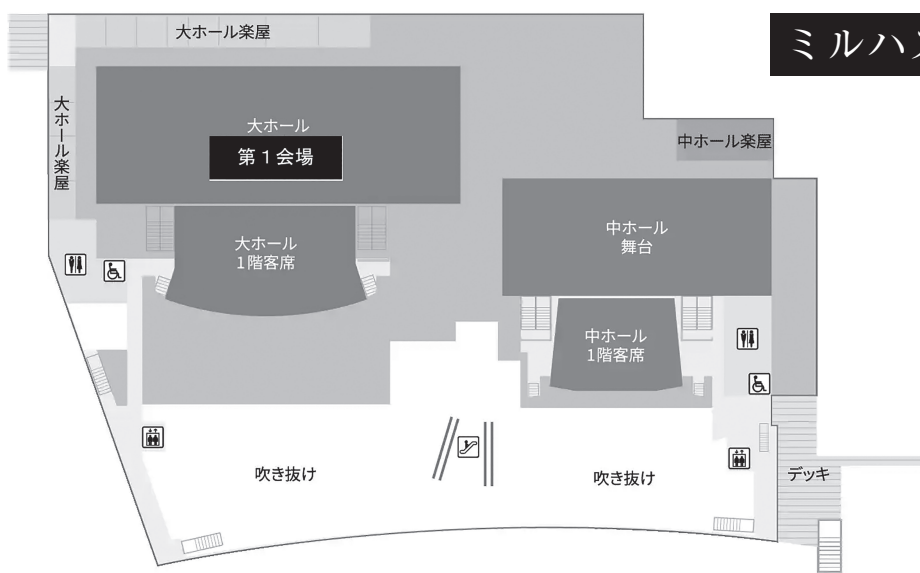 大ホール楽屋
ミルハ
大ホール楽屋
大ホール
第1会場
中ホール楽屋
大ホール
1階客席
中ホール
舞台
中ホール
1階客席
吹き抜け
吹き抜け
デッキ